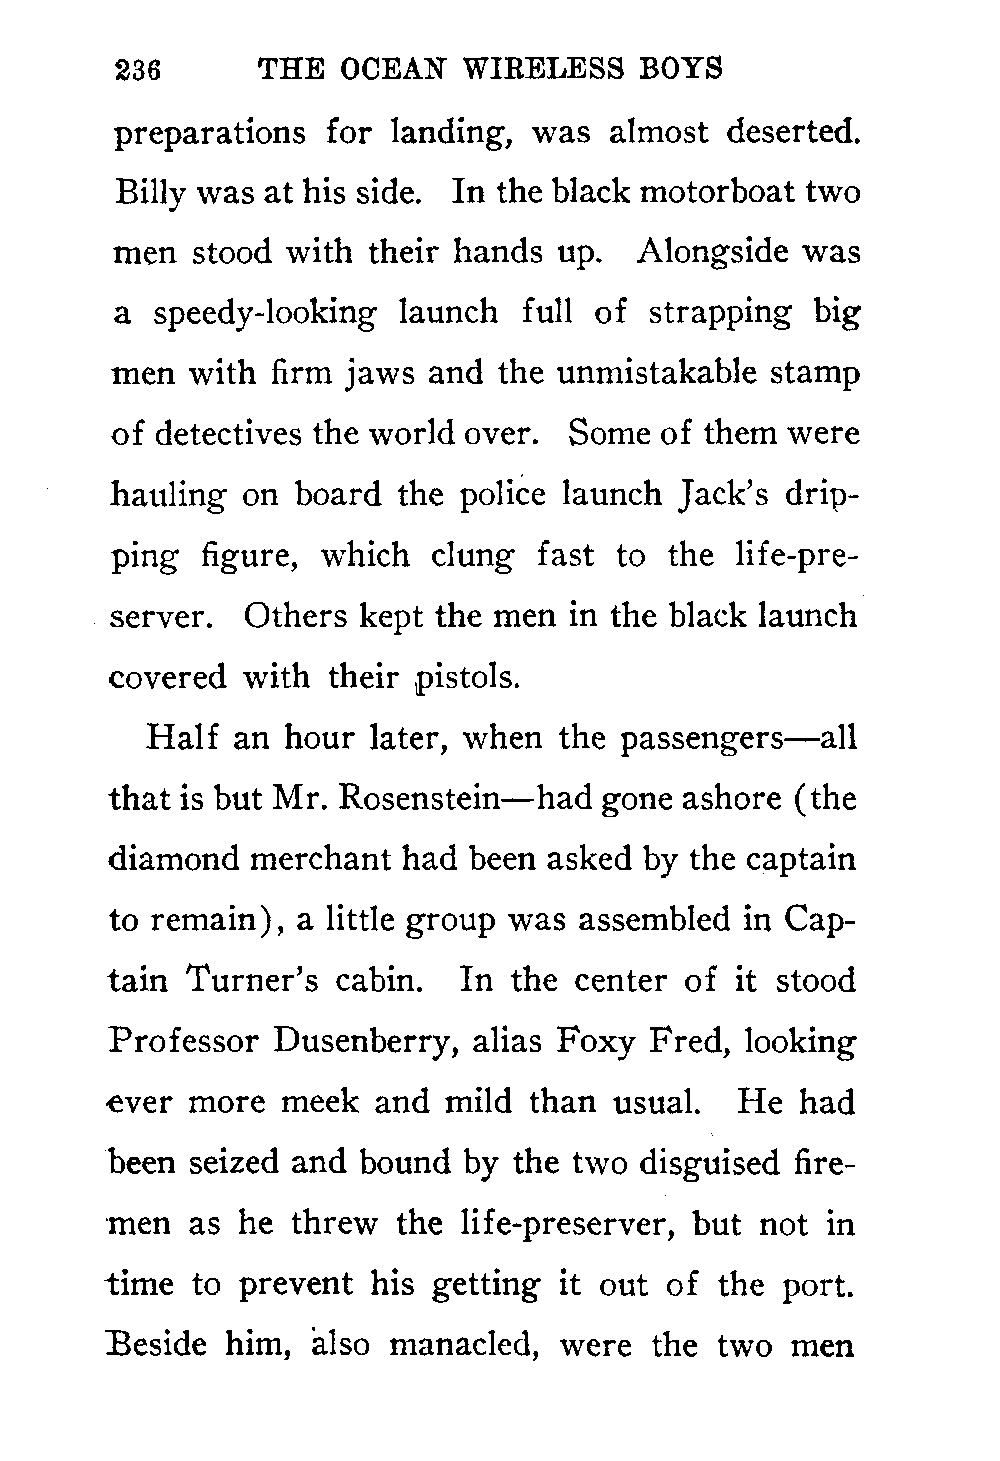 236 THE OCEAN WIRELESS BOYS
preparations for landing, was almost deserted.
Billy was at his side. In the black motorboat two
men stood with their hands up. Alongside was
a speedy-looking launch full of strapping big
men with firm jaws and the unmistakable stamp
of detectives the world over. Some of them were
hauling on board the police launch Jack's drip-
ping figure, which clung fast to the life-pre-
server. Others kept the men in the black launch
covered with their pistols.
Half an hour later, when the passengers—all
that is but Mr. Rosenstein—had gone ashore (the
diamond merchant had been asked by the captain
to remain), a little group was assembled in Cap-
tain Turner's cabin. In the center of it stood
Professor Dusenberry, alias Foxy Fred, looking
ever more meek and mild than usual. He had
been seized and bound by the two disguised fire-
men as he threw the life-preserver, but not in
time to prevent his getting it out of the port.
Beside him, also manacled, were the two men